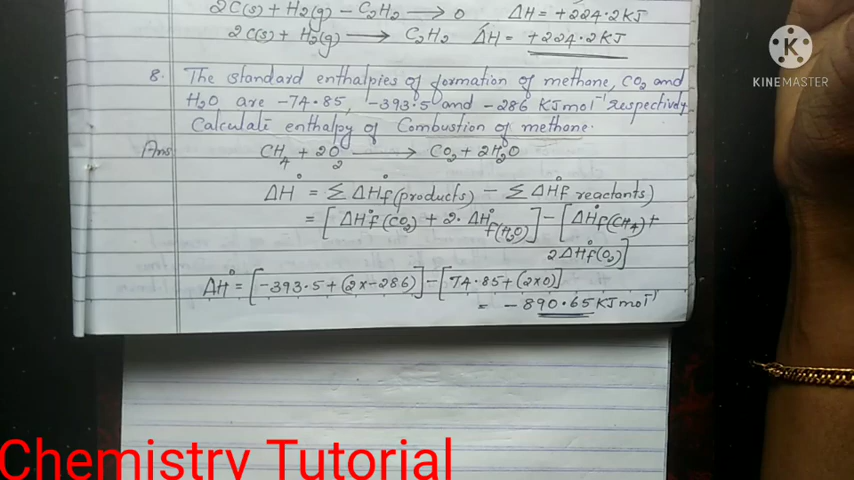 2C(s) + H2(g) - C2H2 ⟶ 0 ΔH = +224.2 KJ
2C(s) + H2(g) ⟶ C2H2 ΔH = +224.2 KJ
8. The standard enthalpies of formation of methane, CO2 and
H2O are -74.85, -393.5 and -286 KJmol⁻¹ respectively.
Calculate enthalpy of Combustion of methane.
Ans CH4 + 2O2 ⟶ CO2 + 2H2O
ΔH° = Σ ΔH°f(products) - Σ ΔH°f reactants)
= [ΔH°f(CO2) + 2. ΔH°f(H2O)] - [ΔH°f(CH4) +
2ΔH°f(O2)]
ΔH° = [-393.5 + (2x-286)] - [74.85 + (2x0)]
= -890.65 KJmol⁻¹
KINEMASTER
Chemistry Tutorial